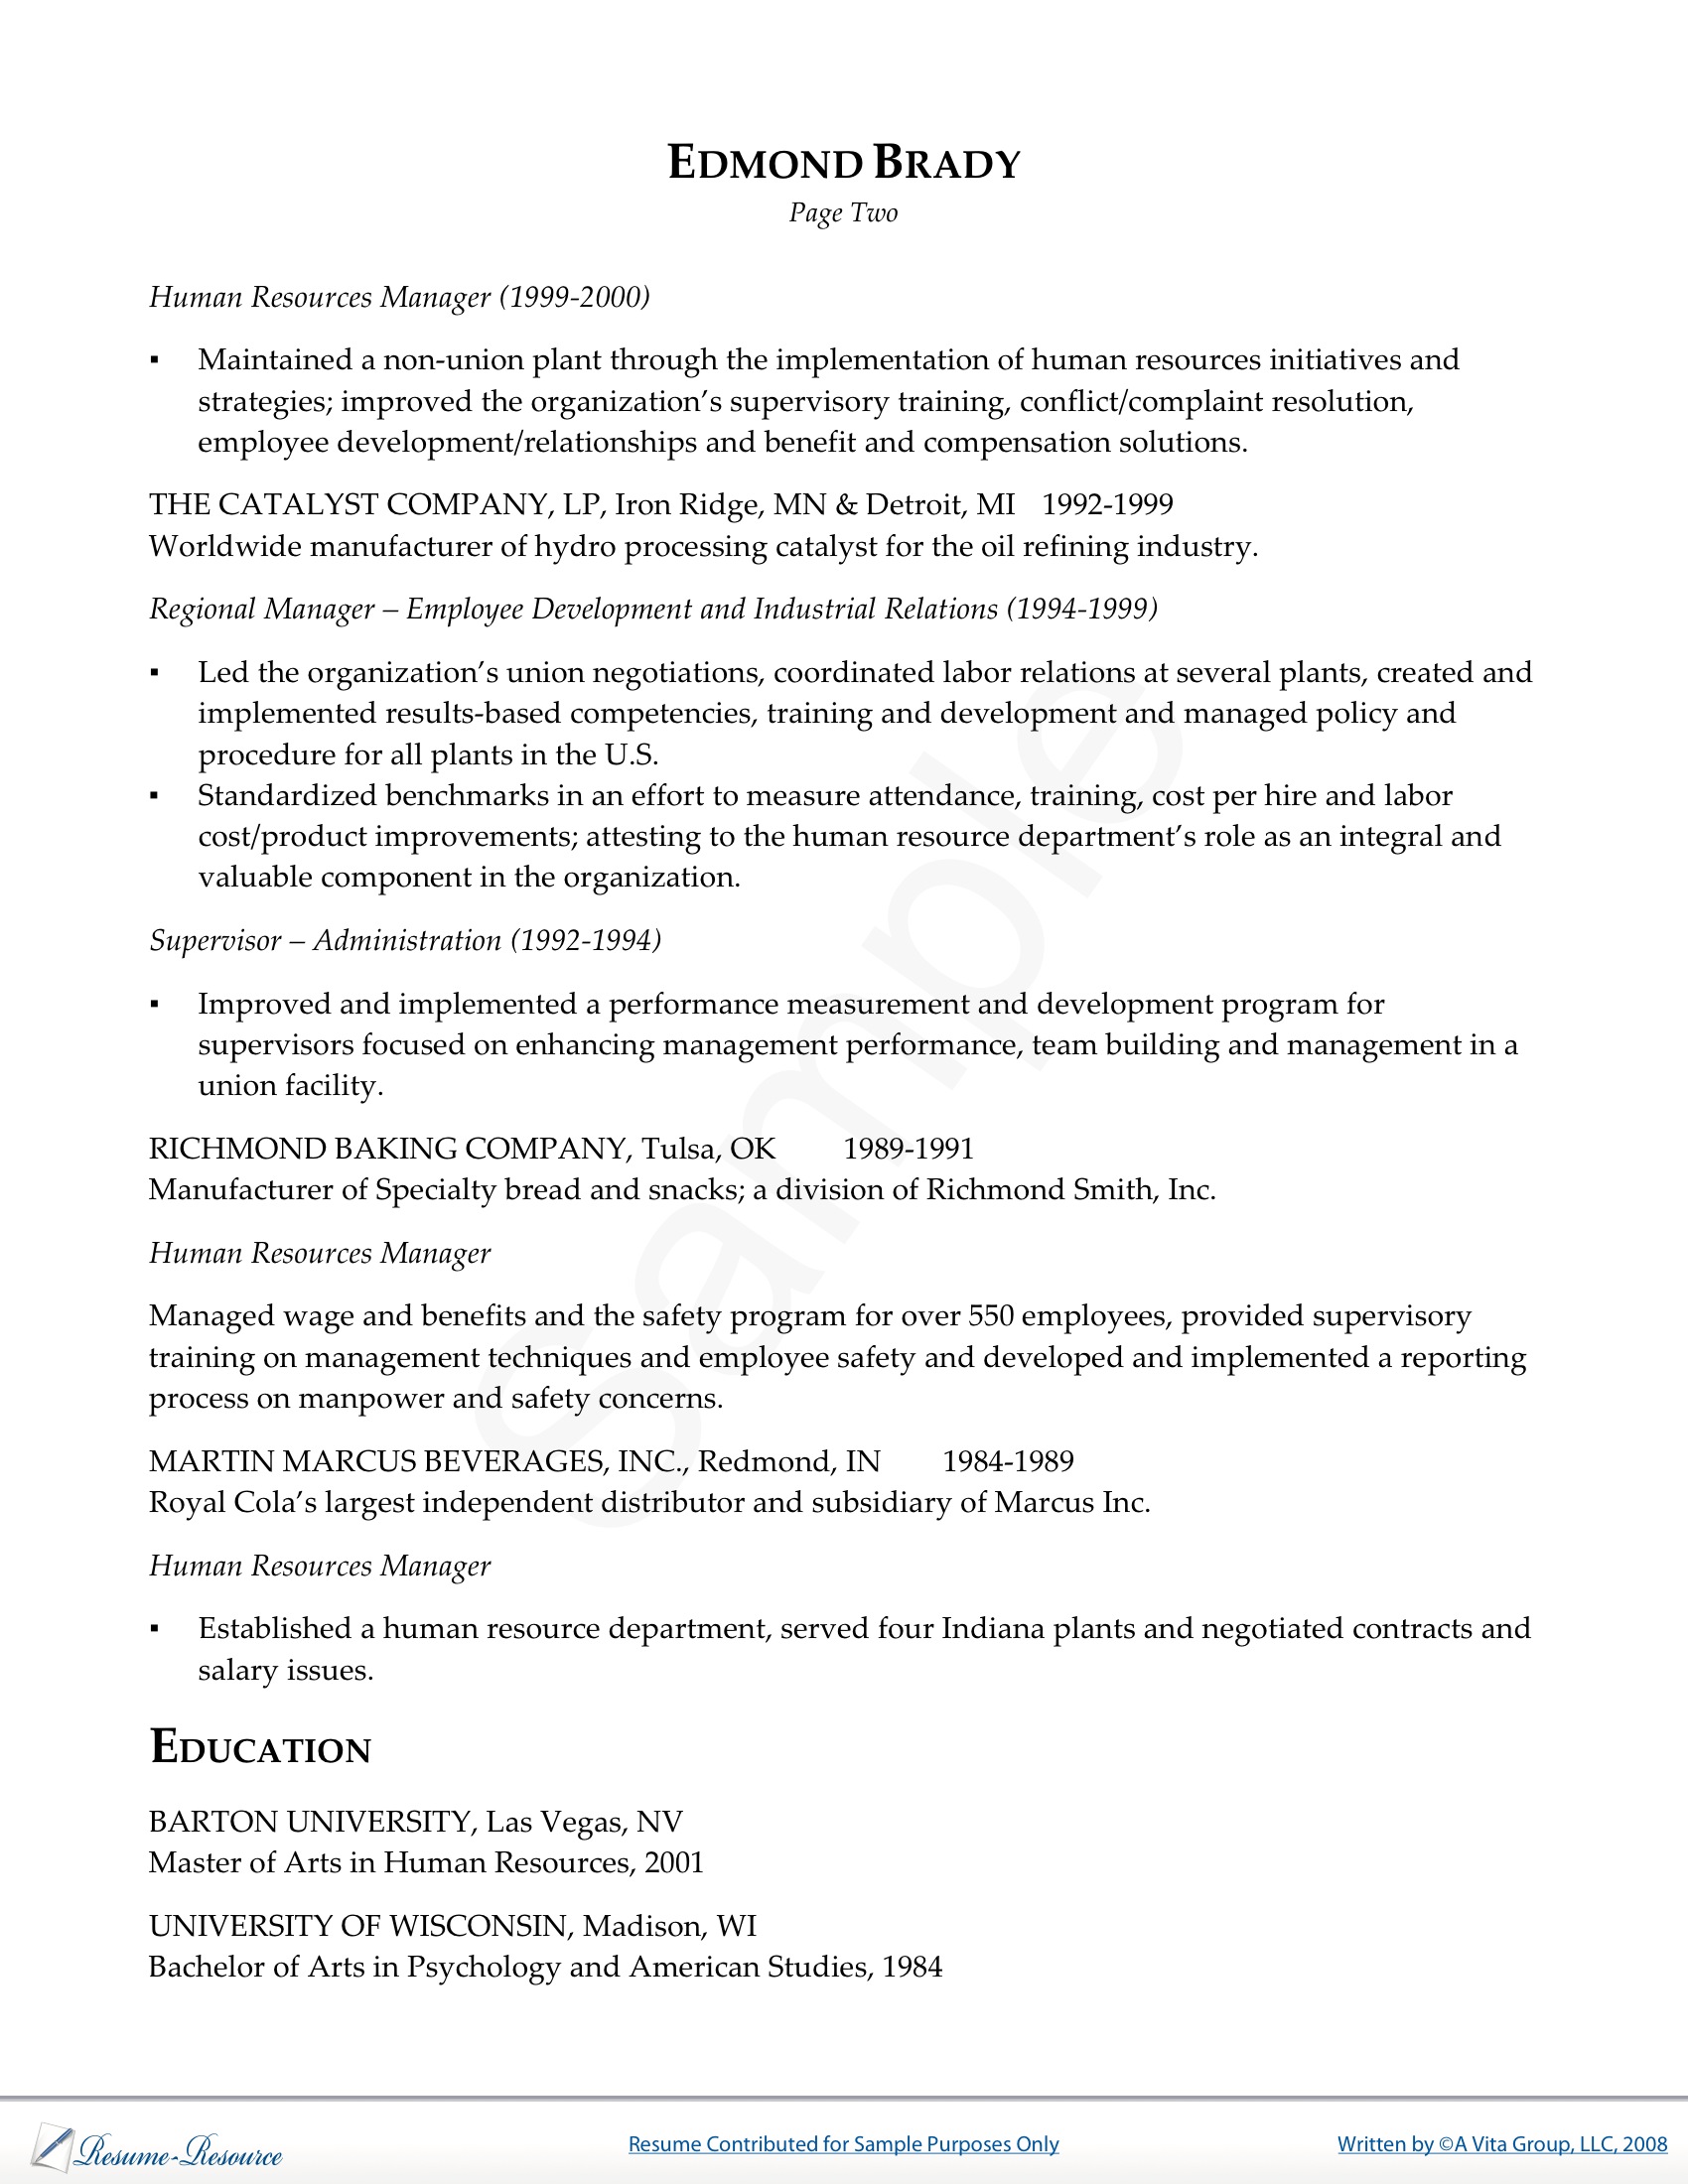 EDMOND BRADY
Page Two
Human Resources Manager (1999-2000)
▪ Maintained a non-union plant through the implementation of human resources initiatives and
strategies; improved the organization’s supervisory training, conflict/complaint resolution,
employee development/relationships and benefit and compensation solutions.
THE CATALYST COMPANY, LP, Iron Ridge, MN & Detroit, MI 1992-1999
Worldwide manufacturer of hydro processing catalyst for the oil refining industry.
Regional Manager – Employee Development and Industrial Relations (1994-1999)
▪ Led the organization’s union negotiations, coordinated labor relations at several plants, created and
implemented results-based competencies, training and development and managed policy and
procedure for all plants in the U.S.
▪ Standardized benchmarks in an effort to measure attendance, training, cost per hire and labor
cost/product improvements; attesting to the human resource department’s role as an integral and
valuable component in the organization.
Supervisor – Administration (1992-1994)
▪ Improved and implemented a performance measurement and development program for
supervisors focused on enhancing management performance, team building and management in a
union facility.
RICHMOND BAKING COMPANY, Tulsa, OK 1989-1991
Manufacturer of Specialty bread and snacks; a division of Richmond Smith, Inc.
Human Resources Manager
Managed wage and benefits and the safety program for over 550 employees, provided supervisory
training on management techniques and employee safety and developed and implemented a reporting
process on manpower and safety concerns.
MARTIN MARCUS BEVERAGES, INC., Redmond, IN 1984-1989
Royal Cola’s largest independent distributor and subsidiary of Marcus Inc.
Human Resources Manager
▪ Established a human resource department, served four Indiana plants and negotiated contracts and
salary issues.
EDUCATION
BARTON UNIVERSITY, Las Vegas, NV
Master of Arts in Human Resources, 2001
UNIVERSITY OF WISCONSIN, Madison, WI
Bachelor of Arts in Psychology and American Studies, 1984
Sample
Resume-Resource
Resume Contributed for Sample Purposes Only
Written by ©A Vita Group, LLC, 2008